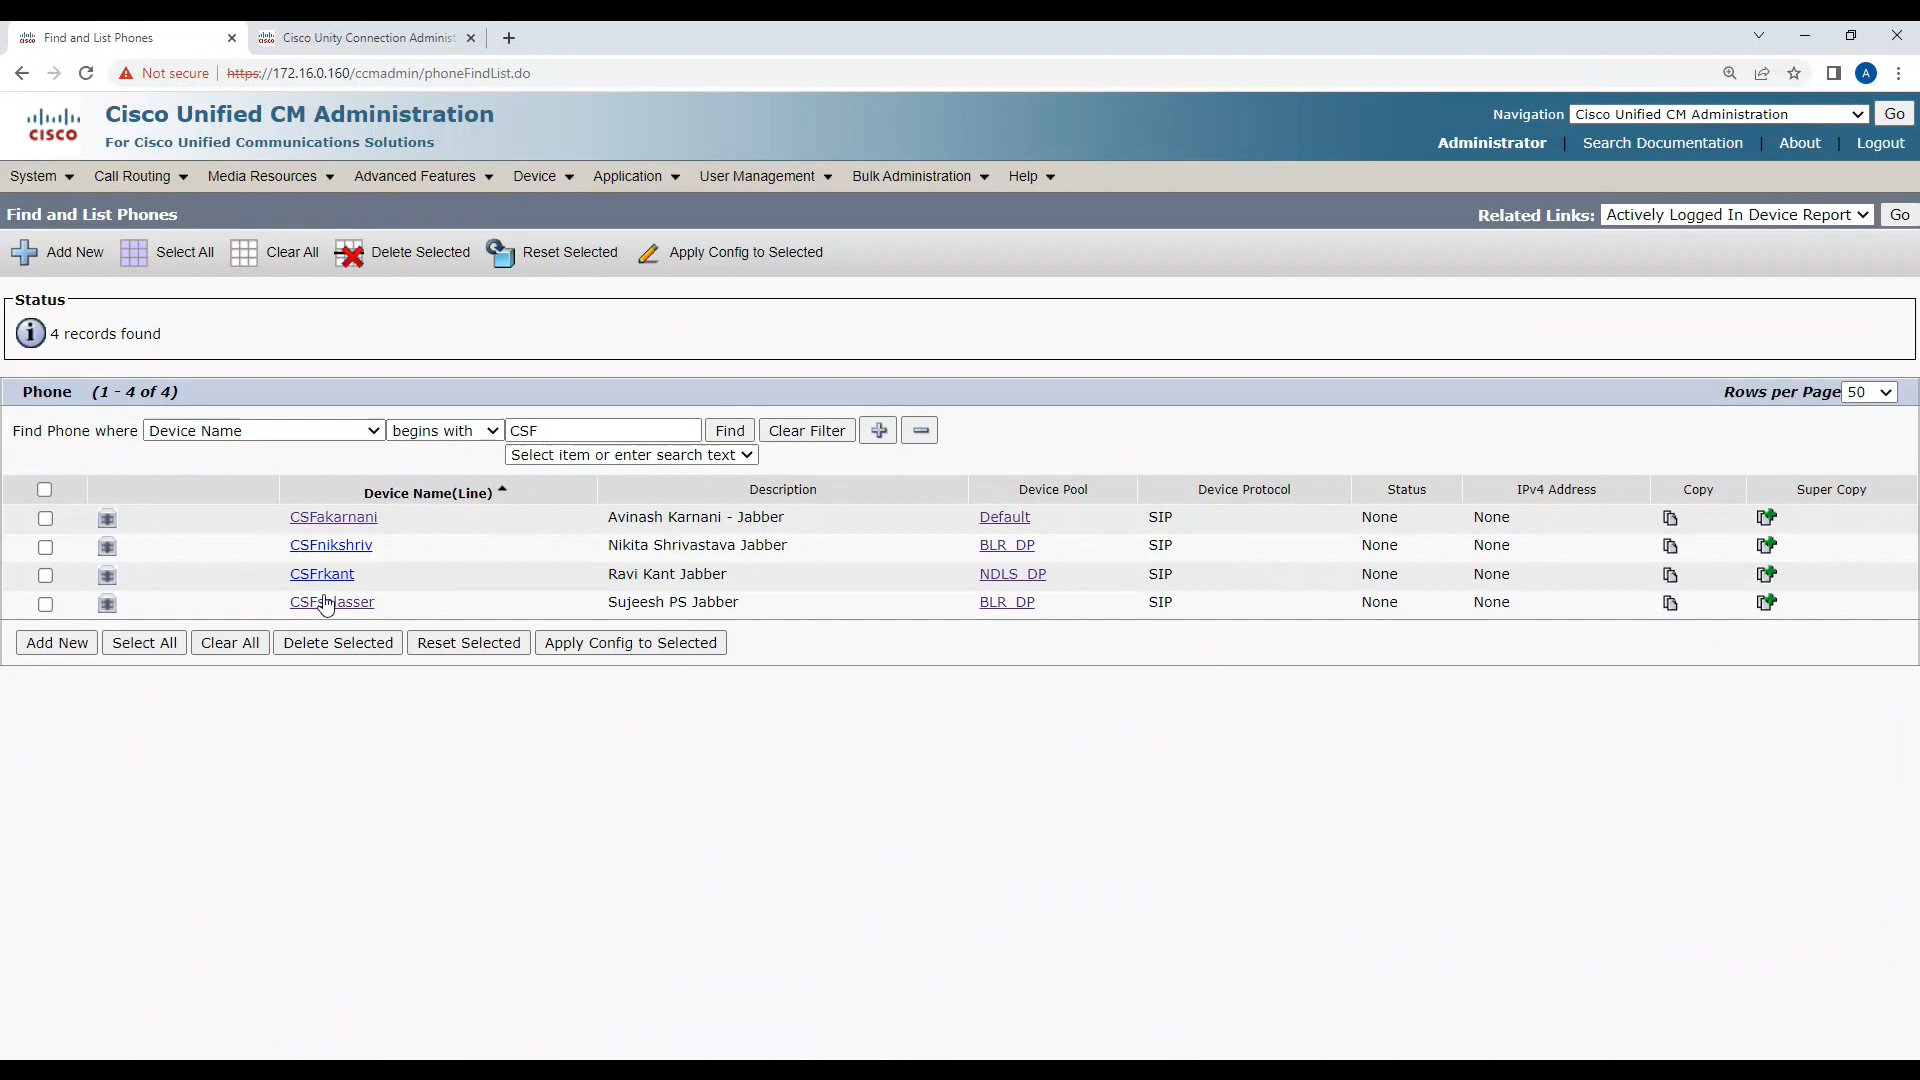 Find and List Phones
Cisco Unity Connection Administ
Not secure https://172.16.0.160/ccmadmin/phoneFindList.do
A
CISCO
Cisco Unified CM Administration
For Cisco Unified Communications Solutions
Navigation Cisco Unified CM Administration Go
Administrator | Search Documentation | About | Logout
System Call Routing Media Resources Advanced Features Device Application User Management Bulk Administration Help
Find and List Phones
Related Links: Actively Logged In Device Report Go
Add New Select All Clear All Delete Selected Reset Selected Apply Config to Selected
Status
4 records found
Phone (1 - 4 of 4)
Rows per Page 50
Find Phone where Device Name begins with CSF Find Clear Filter
Select item or enter search text
Device Name(Line) Description Device Pool Device Protocol Status IPv4 Address Copy Super Copy
CSFakarnani Avinash Karnani - Jabber Default SIP None None
CSFnikshriv Nikita Shrivastava Jabber BLR_DP SIP None None
CSFrkant Ravi Kant Jabber NDLS_DP SIP None None
Sujeesh PS Jabber BLR_DP SIP None None
Add New Select All Clear All Delete Selected Reset Selected Apply Config to Selected